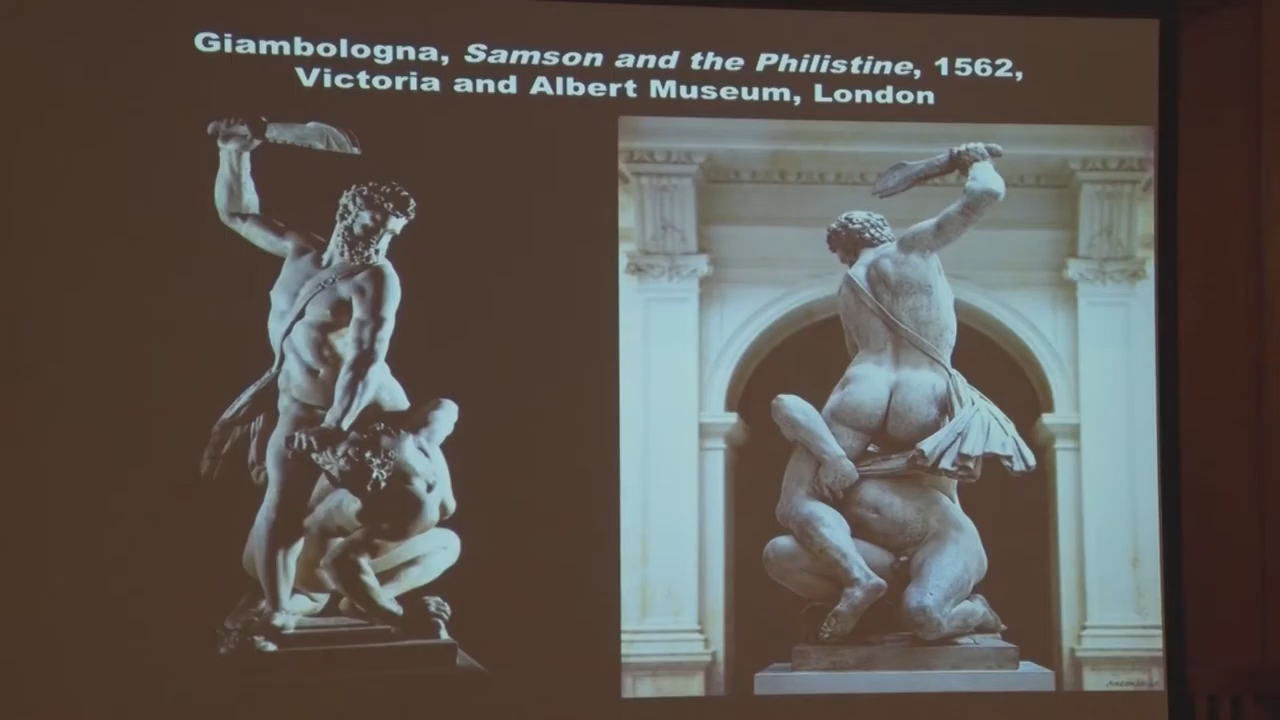 Giambologna, Samson and the Philistine, 1562,
Victoria and Albert Museum, London